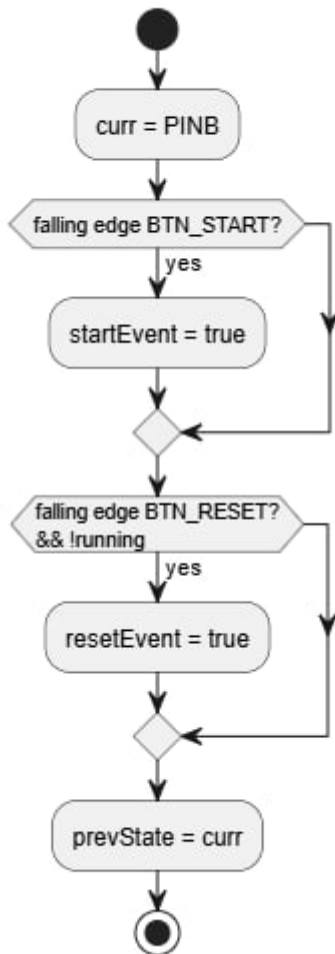 curr = PINB
falling edge BTN_START?
yes
startEvent = true
falling edge BTN_RESET?
&& !running
yes
resetEvent = true
prevState = curr